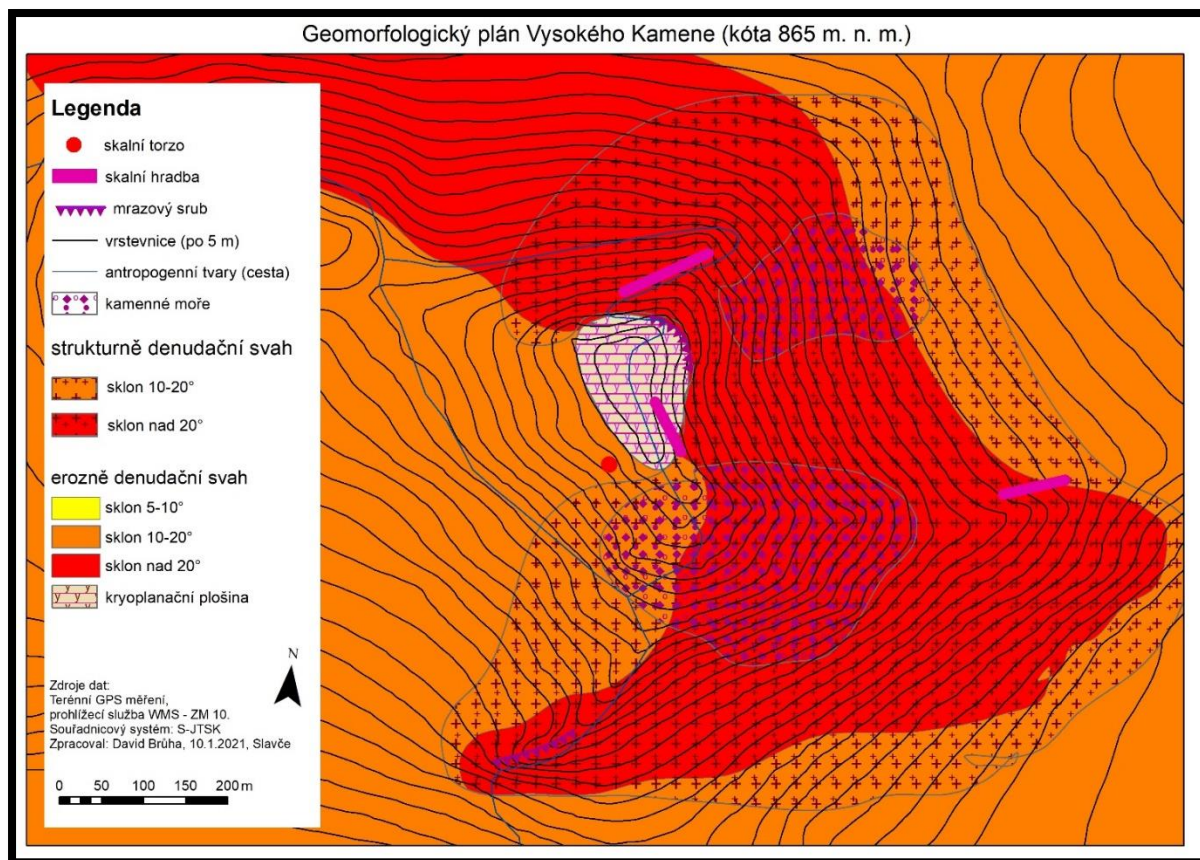 Geomorfologický plán Vysokého Kamene (kóta 865 m. n. m.)
Legenda
skalní torzo
skalní hradba
mrazový srub
vrstevnice (po 5 m)
antropogenní tvary (cesta)
kamenné moře
strukturně denudační svah
sklon 10-20°
sklon nad 20°
erozně denudační svah
sklon 5-10°
sklon 10-20°
sklon nad 20°
kryoplanační plošina
N
Zdroje dat:
Terénní GPS měření,
prohlížecí služba WMS - ZM 10.
Souřadnicový systém: S-JTSK
Zpracoval: David Brůha, 10.1.2021, Slavče
0 50 100 150 200 m